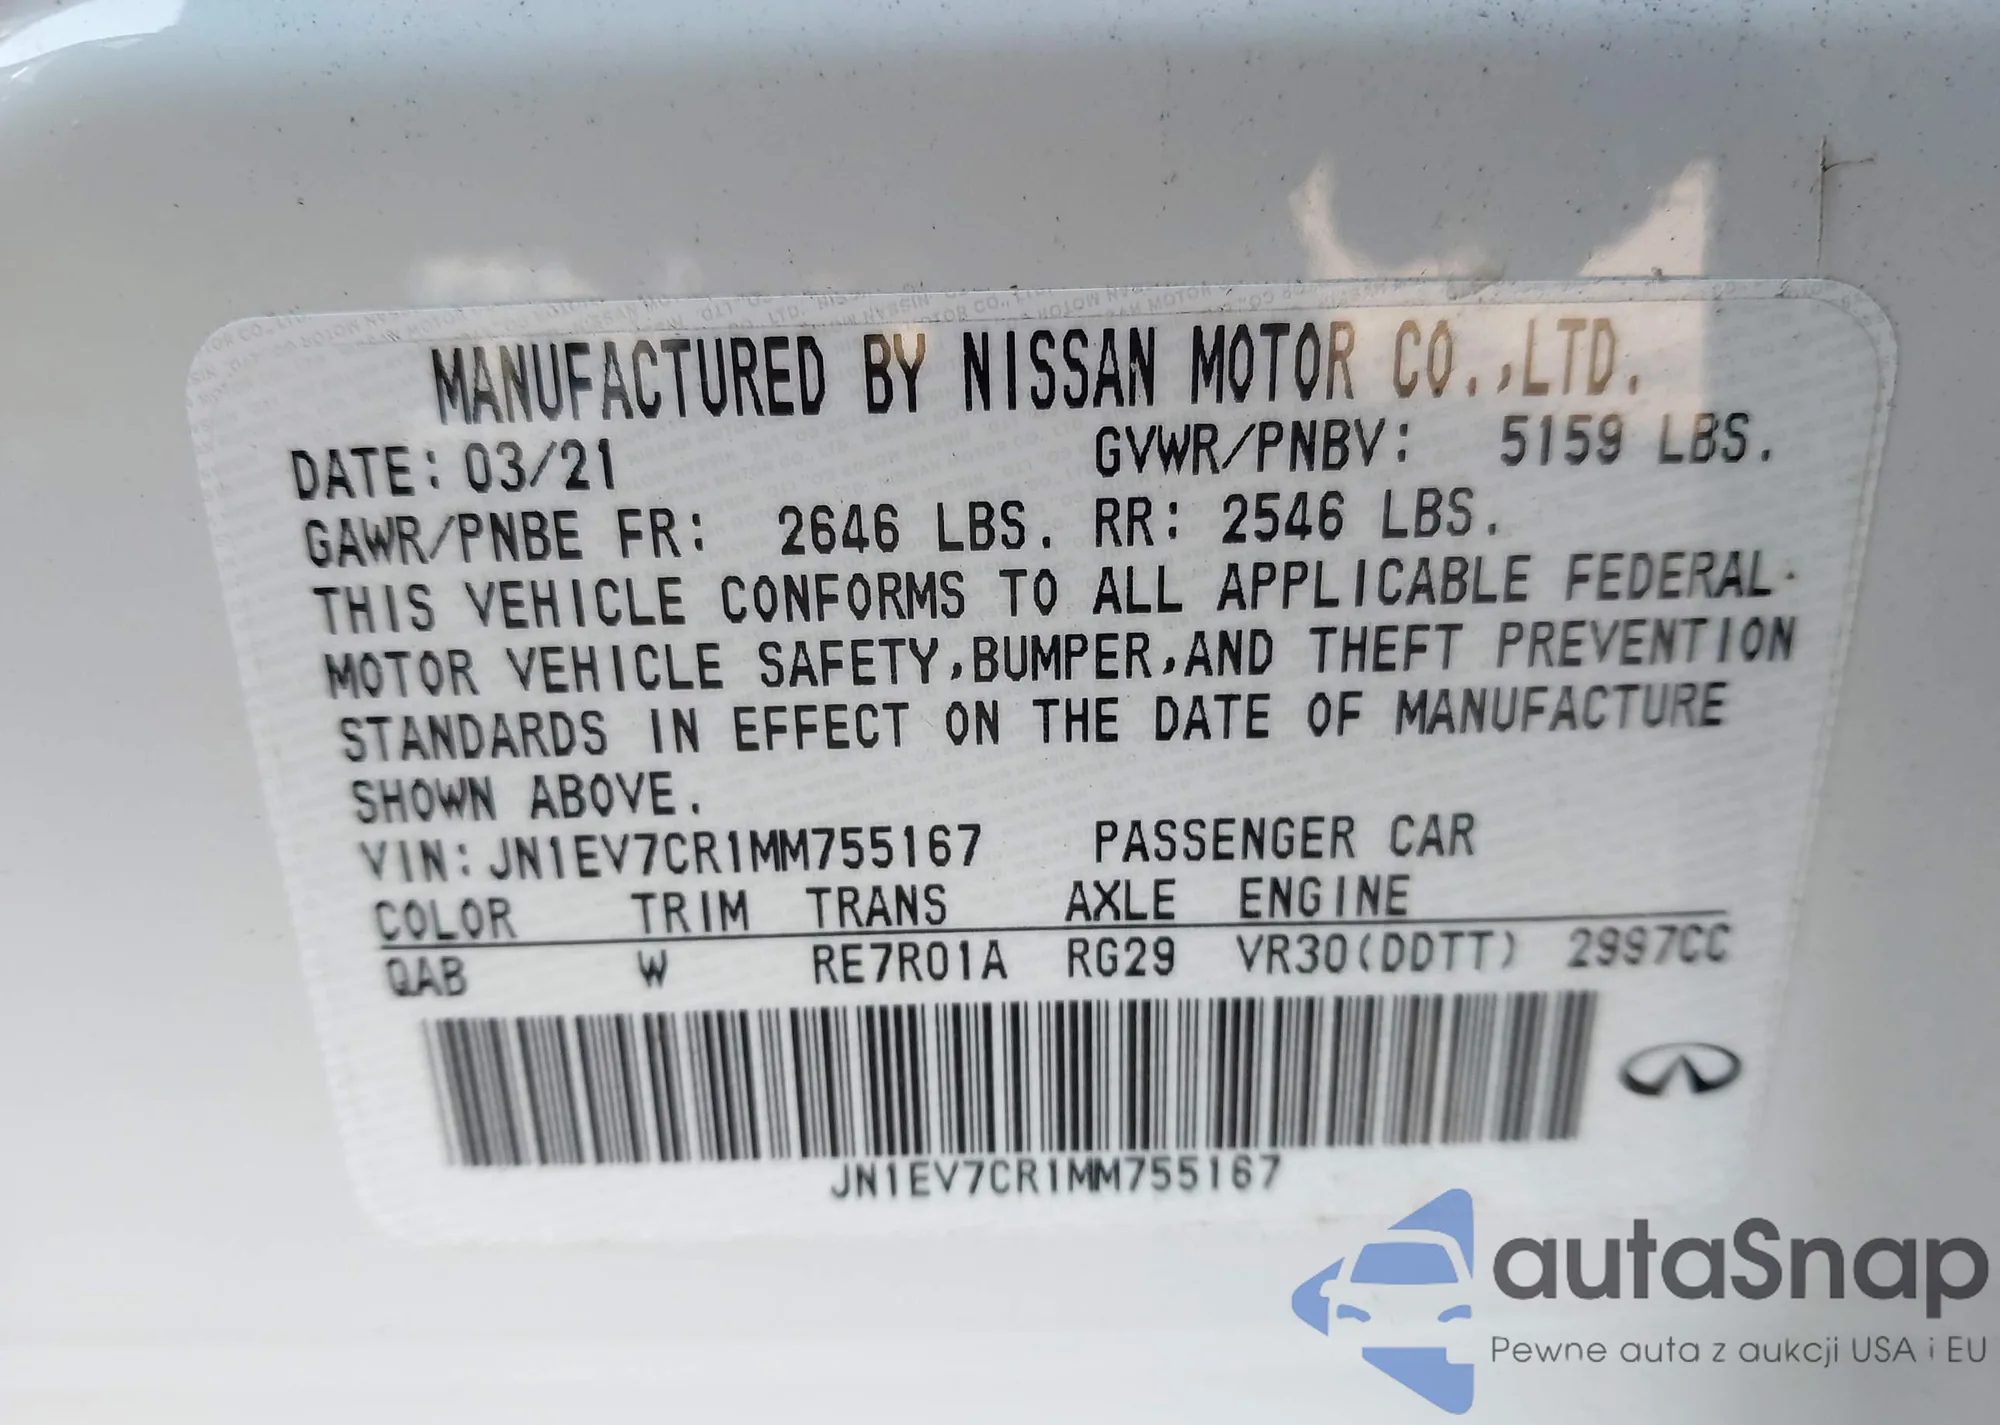 MANUFACTURED BY NISSAN MOTOR CO.,LTD.
DATE: 03/21 GVWR/PNBV: 5159 LBS.
GAWR/PNBE FR: 2646 LBS. RR: 2546 LBS.
THIS VEHICLE CONFORMS TO ALL APPLICABLE FEDERAL
MOTOR VEHICLE SAFETY,BUMPER,AND THEFT PREVENTION
STANDARDS IN EFFECT ON THE DATE OF MANUFACTURE
SHOWN ABOVE.
VIN: JN1EV7CR1MM755167 PASSENGER CAR
COLOR TRIM TRANS AXLE ENGINE
QAB W RE7R01A RG29 VR30(DDTT) 2997CC
JN1EV7CR1MM755167
autaSnap
Pewne auta z aukcji USA i EU